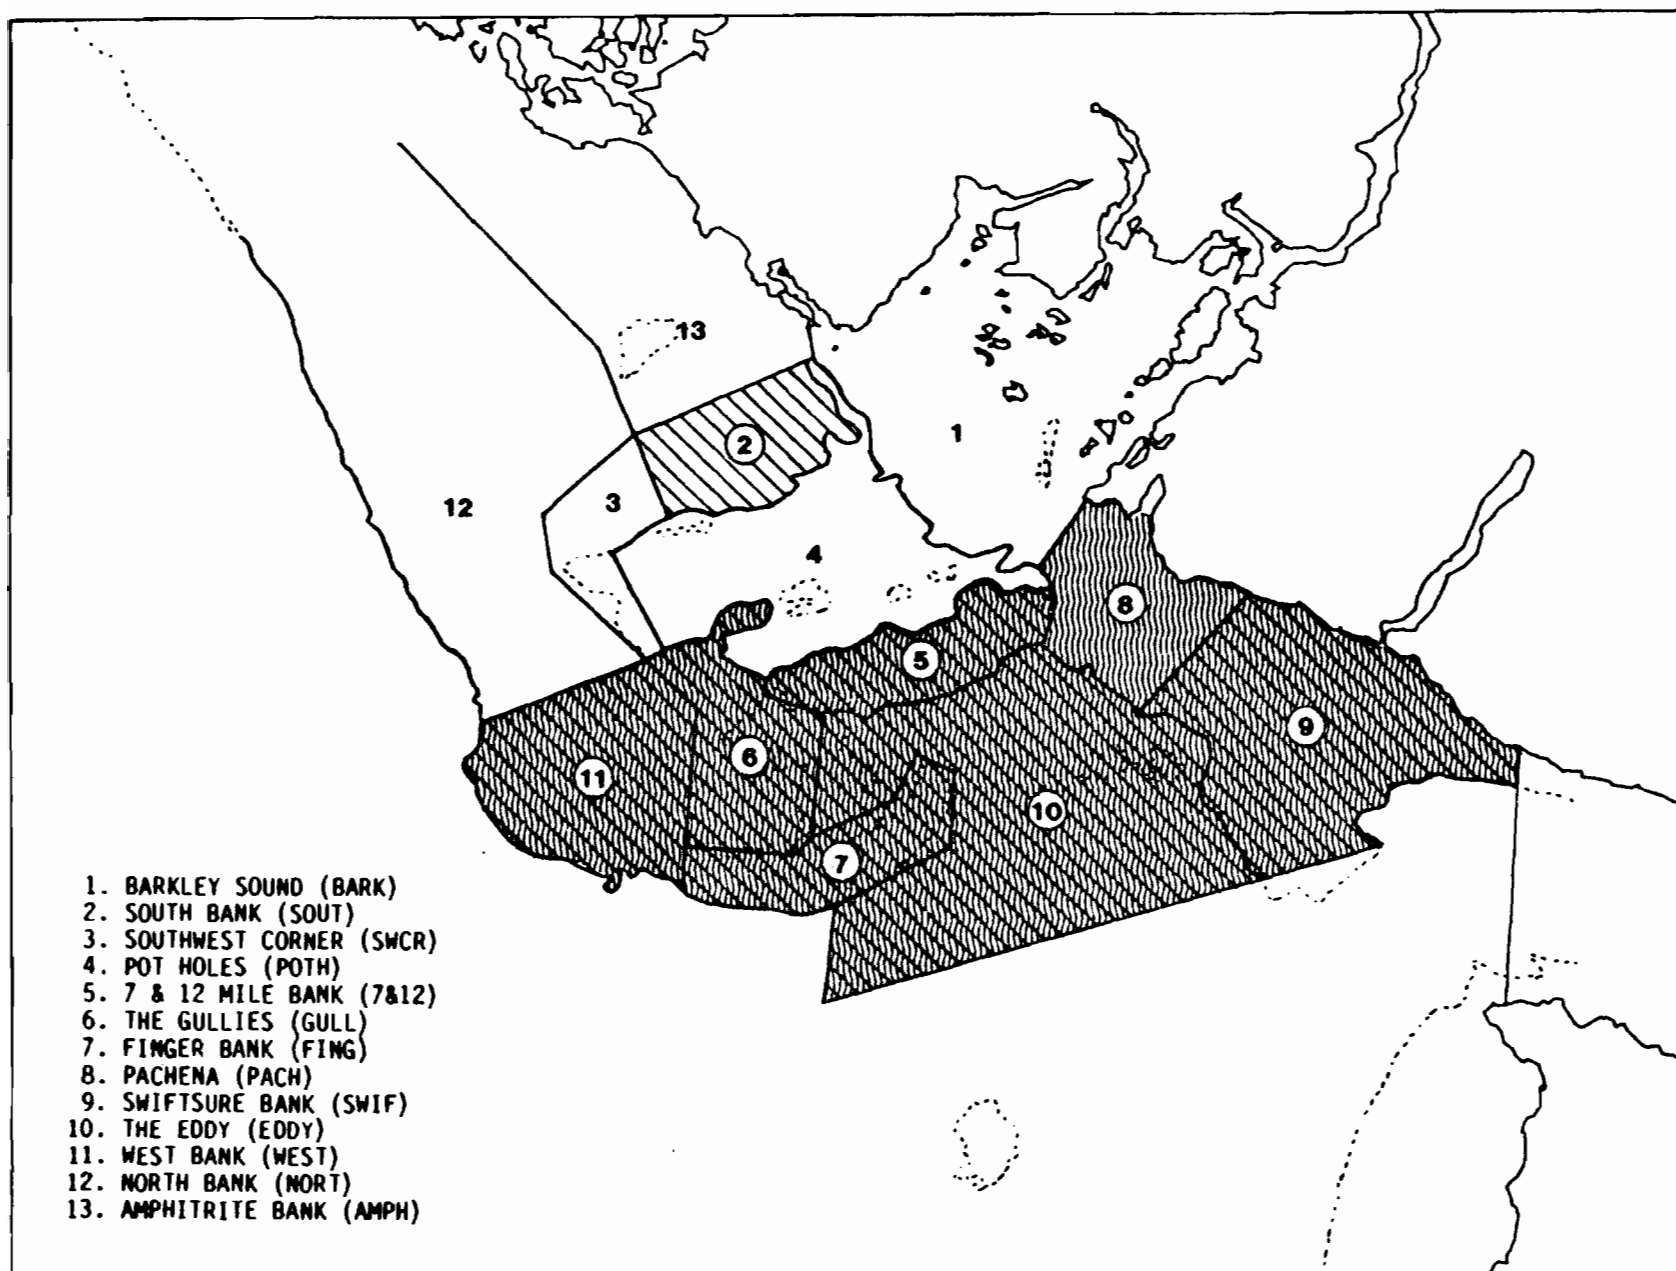 13
2
1
3
12
4
8
5
9
6
11
10
7
1. BARKLEY SOUND (BARK)
2. SOUTH BANK (SOUT)
3. SOUTHWEST CORNER (SWCR)
4. POT HOLES (POTH)
5. 7 & 12 MILE BANK (7&12)
6. THE GULLIES (GULL)
7. FINGER BANK (FING)
8. PACHENA (PACH)
9. SWIFTSURE BANK (SWIF)
10. THE EDDY (EDDY)
11. WEST BANK (WEST)
12. NORTH BANK (NORT)
13. AMPHITRITE BANK (AMPH)